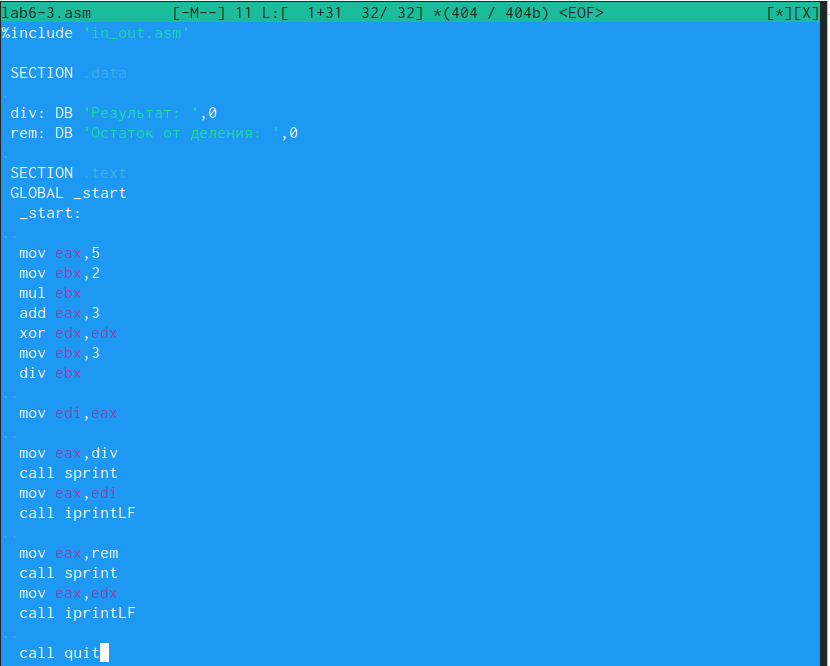 lab6-3.asm [-M--] 11 L:[ 1+31 32/ 32] *(404 / 404b) <EOF> [*][X]
%include 'in_out.asm'
SECTION .data
.
div: DB 'Результат: ',0
rem: DB 'Остаток от деления: ',0
.
SECTION .text
GLOBAL _start
_start:
..
mov eax,5
mov ebx,2
mul ebx
add eax,3
xor edx,edx
mov ebx,3
div ebx
..
mov edi,eax
..
mov eax,div
call sprint
mov eax,edi
call iprintLF
..
mov eax,rem
call sprint
mov eax,edx
call iprintLF
..
call quit